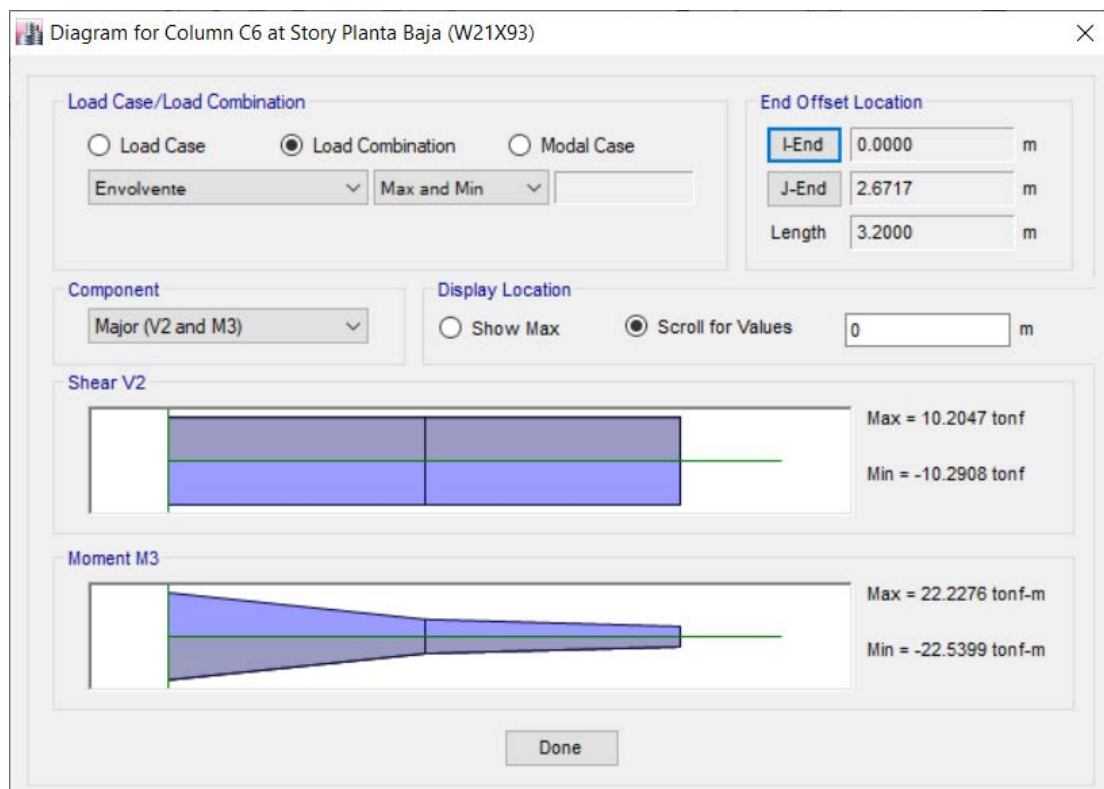 Diagram for Column C6 at Story Planta Baja (W21X93)
Load Case/Load Combination
Load Case Load Combination Modal Case
Envolvente Max and Min
End Offset Location
I-End 0.0000 m
J-End 2.6717 m
Length 3.2000 m
Component
Major (V2 and M3)
Display Location
Show Max Scroll for Values 0 m
Shear V2
Max = 10.2047 tonf
Min = -10.2908 tonf
Moment M3
Max = 22.2276 tonf-m
Min = -22.5399 tonf-m
Done